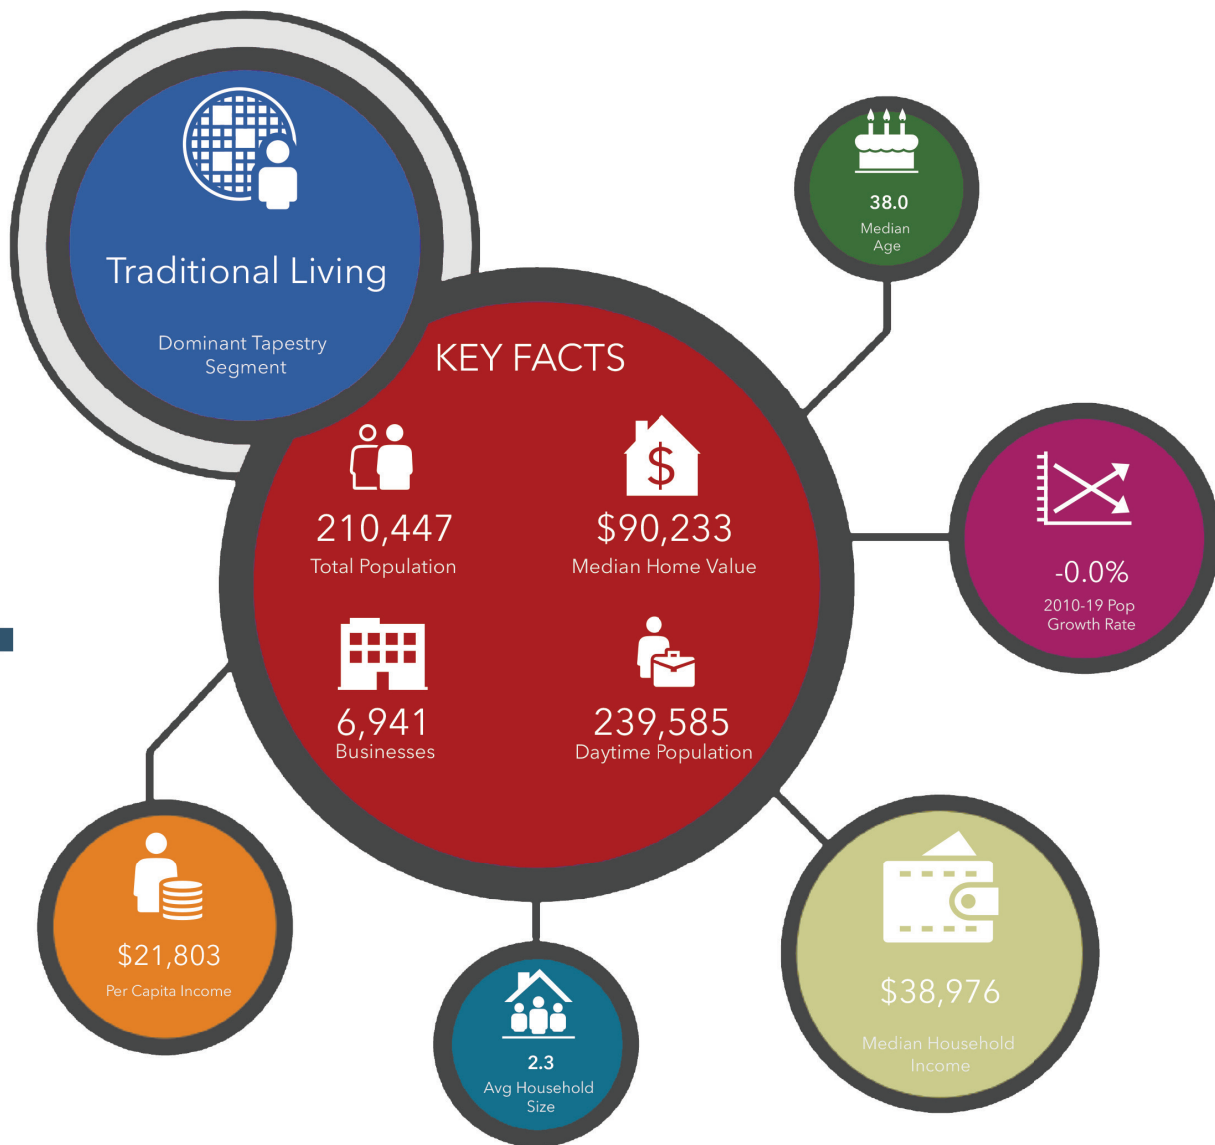 Traditional Living
Dominant Tapestry
Segment
KEY FACTS
210,447
Total Population
$90,233
Median Home Value
6,941
Businesses
239,585
Daytime Population
38.0
Median
Age
-0.0%
2010-19 Pop
Growth Rate
$21,803
Per Capita Income
2.3
Avg Household
Size
$38,976
Median Household
Income